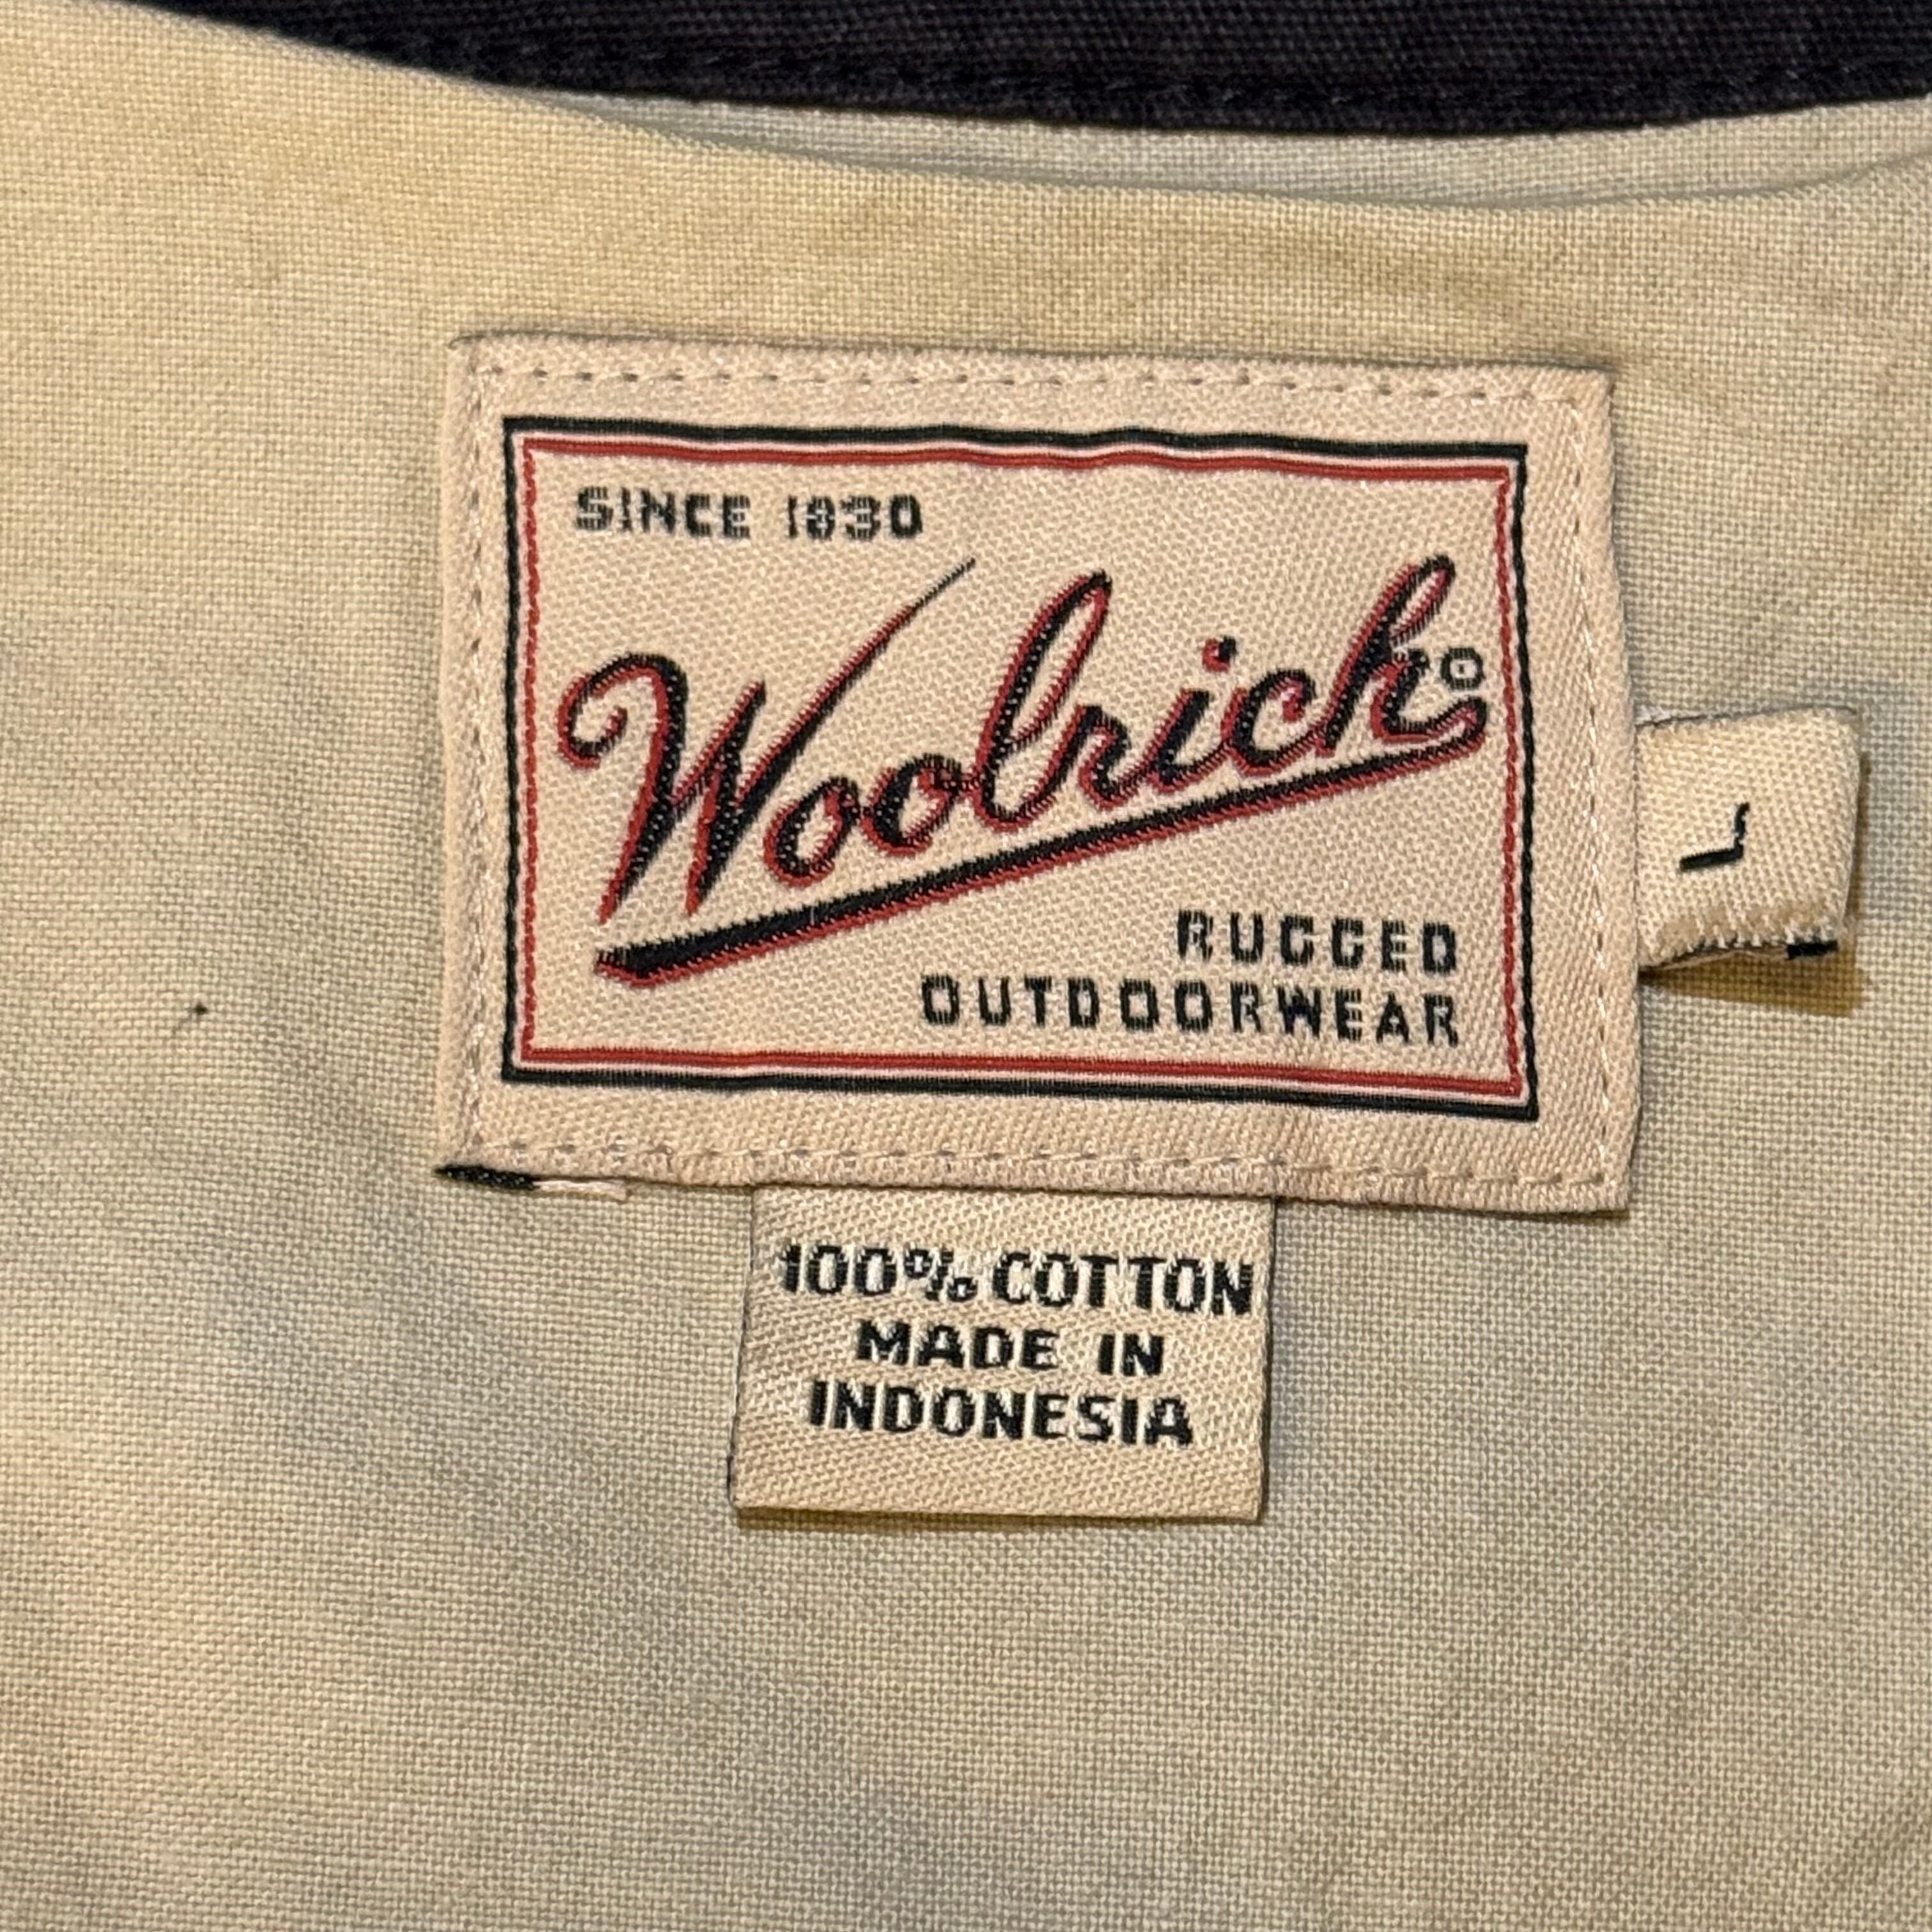 SINCE 1830
Woolrich®
RUGGED
OUTDOORWEAR
L
100% COTTON
MADE IN
INDONESIA